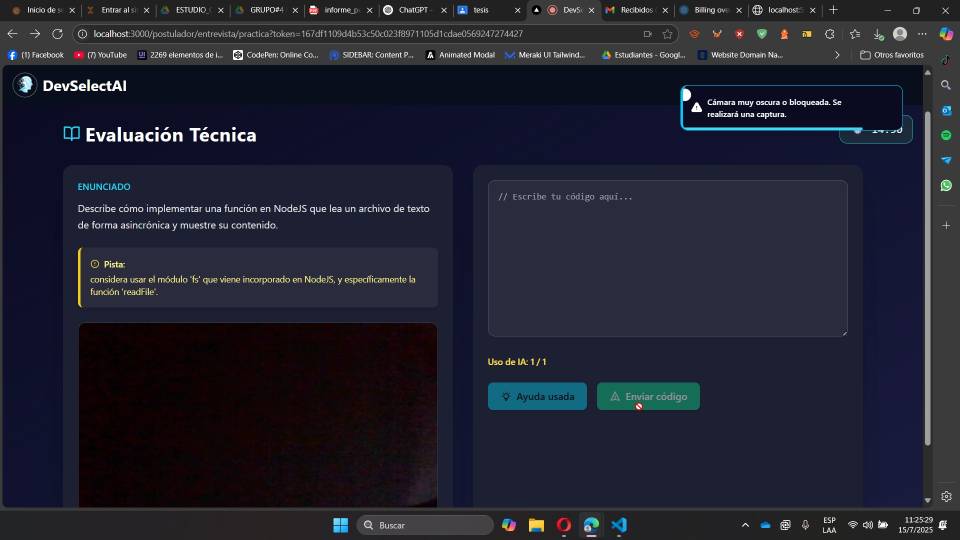 Inicio de se
Entrar al si
ESTUDIO_
GRUPO#4
informe_p
ChatGPT -
tesis
DevSe
Recibidos
Billing over
localhost:5
localhost:3000/postulador/entrevista/practica?token=167df1109d4b53c50c023f8971105d1cdae0569247274427
(1) Facebook
(7) YouTube
2269 elementos de i...
CodePen: Online Co...
SIDEBAR: Content P...
Animated Modal
Meraki UI Tailwind...
Estudiantes - Googl...
Website Domain Na...
Otros favoritos
DevSelectAI
Cámara muy oscura o bloqueada. Se
realizará una captura.
Evaluación Técnica
ENUNCIADO
Describe cómo implementar una función en NodeJS que lea un archivo de texto
de forma asincrónica y muestre su contenido.
Pista:
considera usar el módulo 'fs' que viene incorporado en NodeJS, y específicamente la
función 'readFile'.
// Escribe tu código aquí...
Uso de IA: 1 / 1
Ayuda usada
Enviar código
Buscar
ESP
LAA
11:25:29
15/7/2025